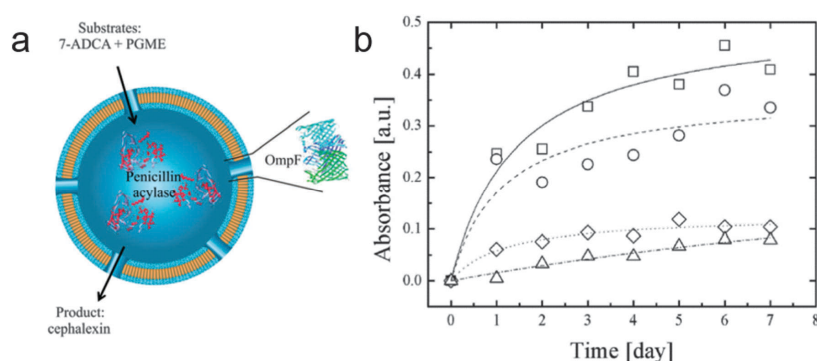 a
Substrates:
7-ADCA + PGME
OmpF
Penicillin
acylase
Product:
cephalexin
b
Absorbance [a.u.]
0.5
0.4
0.3
0.2
0.1
0.0
0 1 2 3 4 5 6 7 8
Time [day]